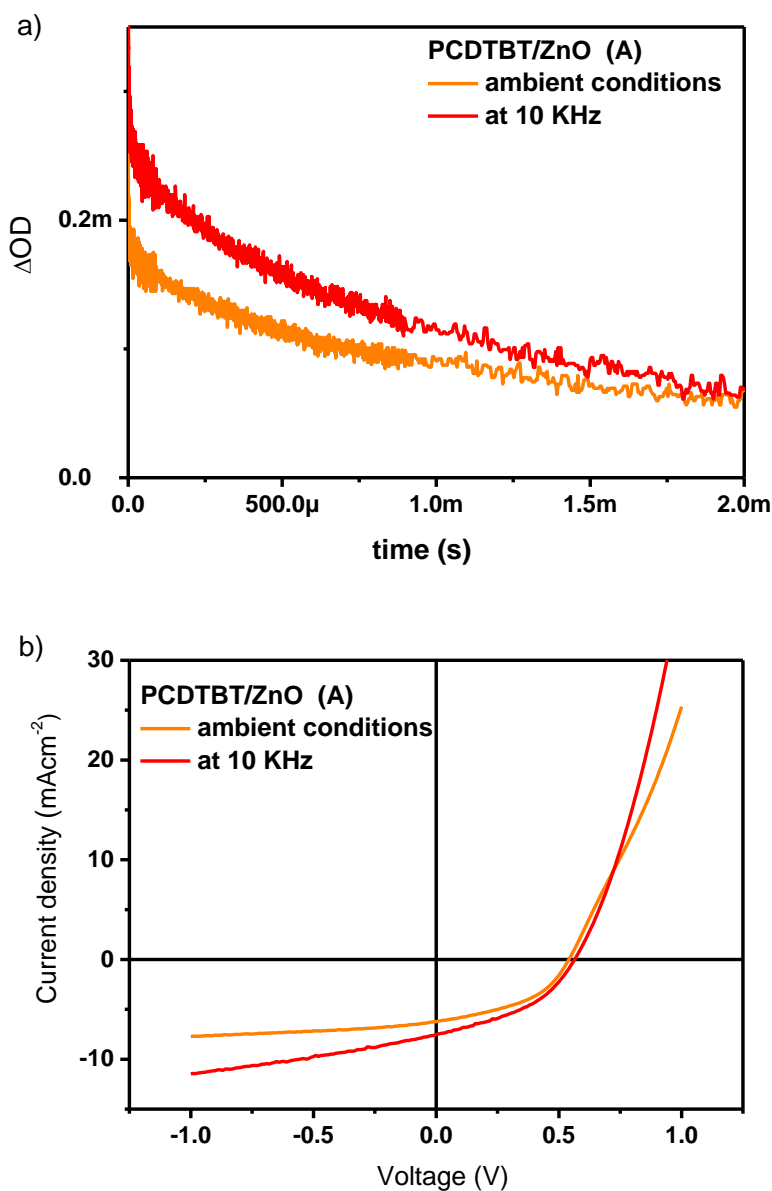 a)
PCDTBT/ZnO (A)
ambient conditions
at 10 KHz
ΔOD
0.2m
0.0
0.0 500.0µ 1.0m 1.5m 2.0m
time (s)
b)
30
PCDTBT/ZnO (A)
ambient conditions
at 10 KHz
20
10
0
-10
Current density (mAcm⁻²)
-1.0 -0.5 0.0 0.5 1.0
Voltage (V)